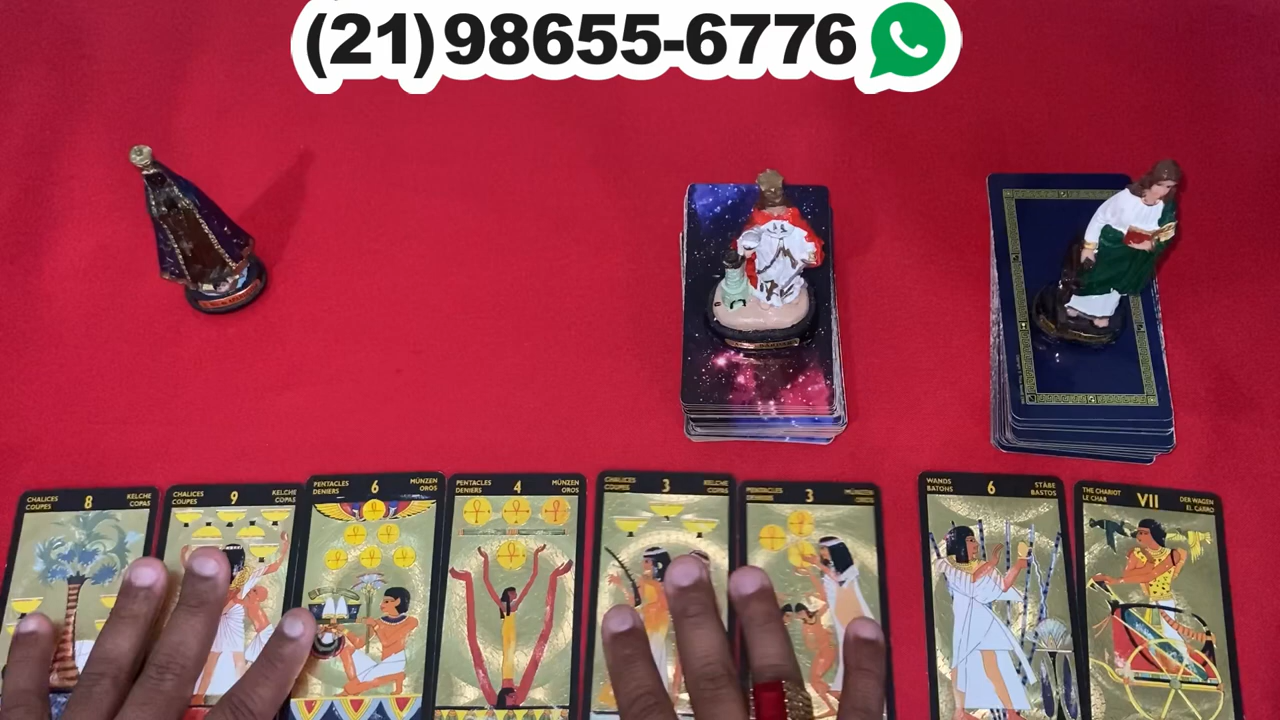 (21)98655-6776
CHALICES 8 KELCHE
COUPES COPAS
CHALICES 9 KELCHE
COUPES COPAS
PENTACLES 6 MÜNZEN
DENIERS OROS
PENTACLES 4 MÜNZEN
DENIERS OROS
CHALICES 3 KELCHE
COUPES COPAS
PENTACLES 3 MÜNZEN
WANDS 6 STÄBE
BATONS BASTOS
THE CHARIOT VII DER WAGEN
LE CHAR EL CARRO